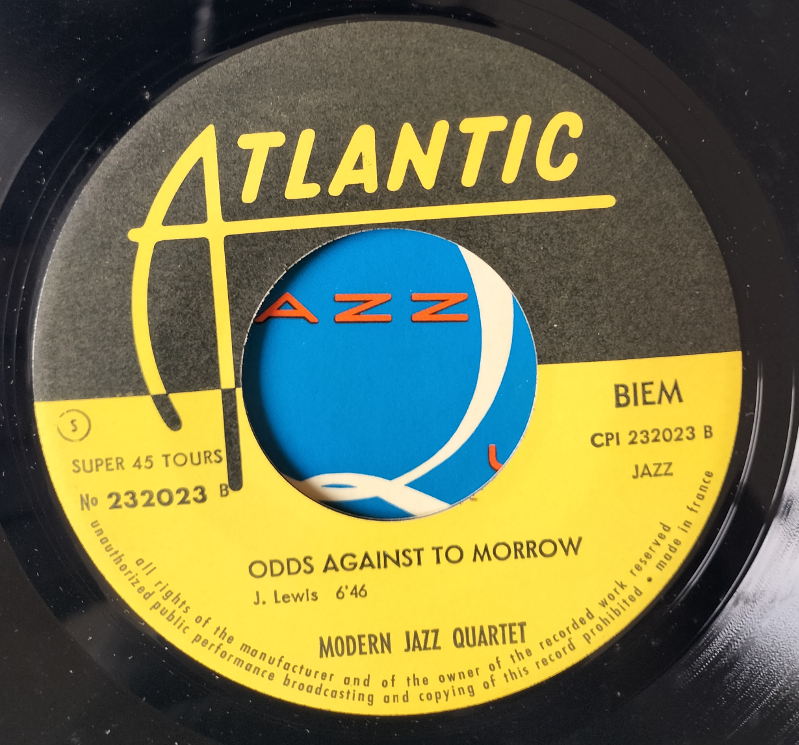 ATLANTIC
AZZ
BIEM
S
CPI 232023 B
SUPER 45 TOURS
JAZZ
No 232023 B
ODDS AGAINST TO MORROW
J. Lewis 6'46
MODERN JAZZ QUARTET
all rights of the manufacturer and of the owner of the recorded work reserved
unauthorized public performance broadcasting and copying of this record prohibited • made in france